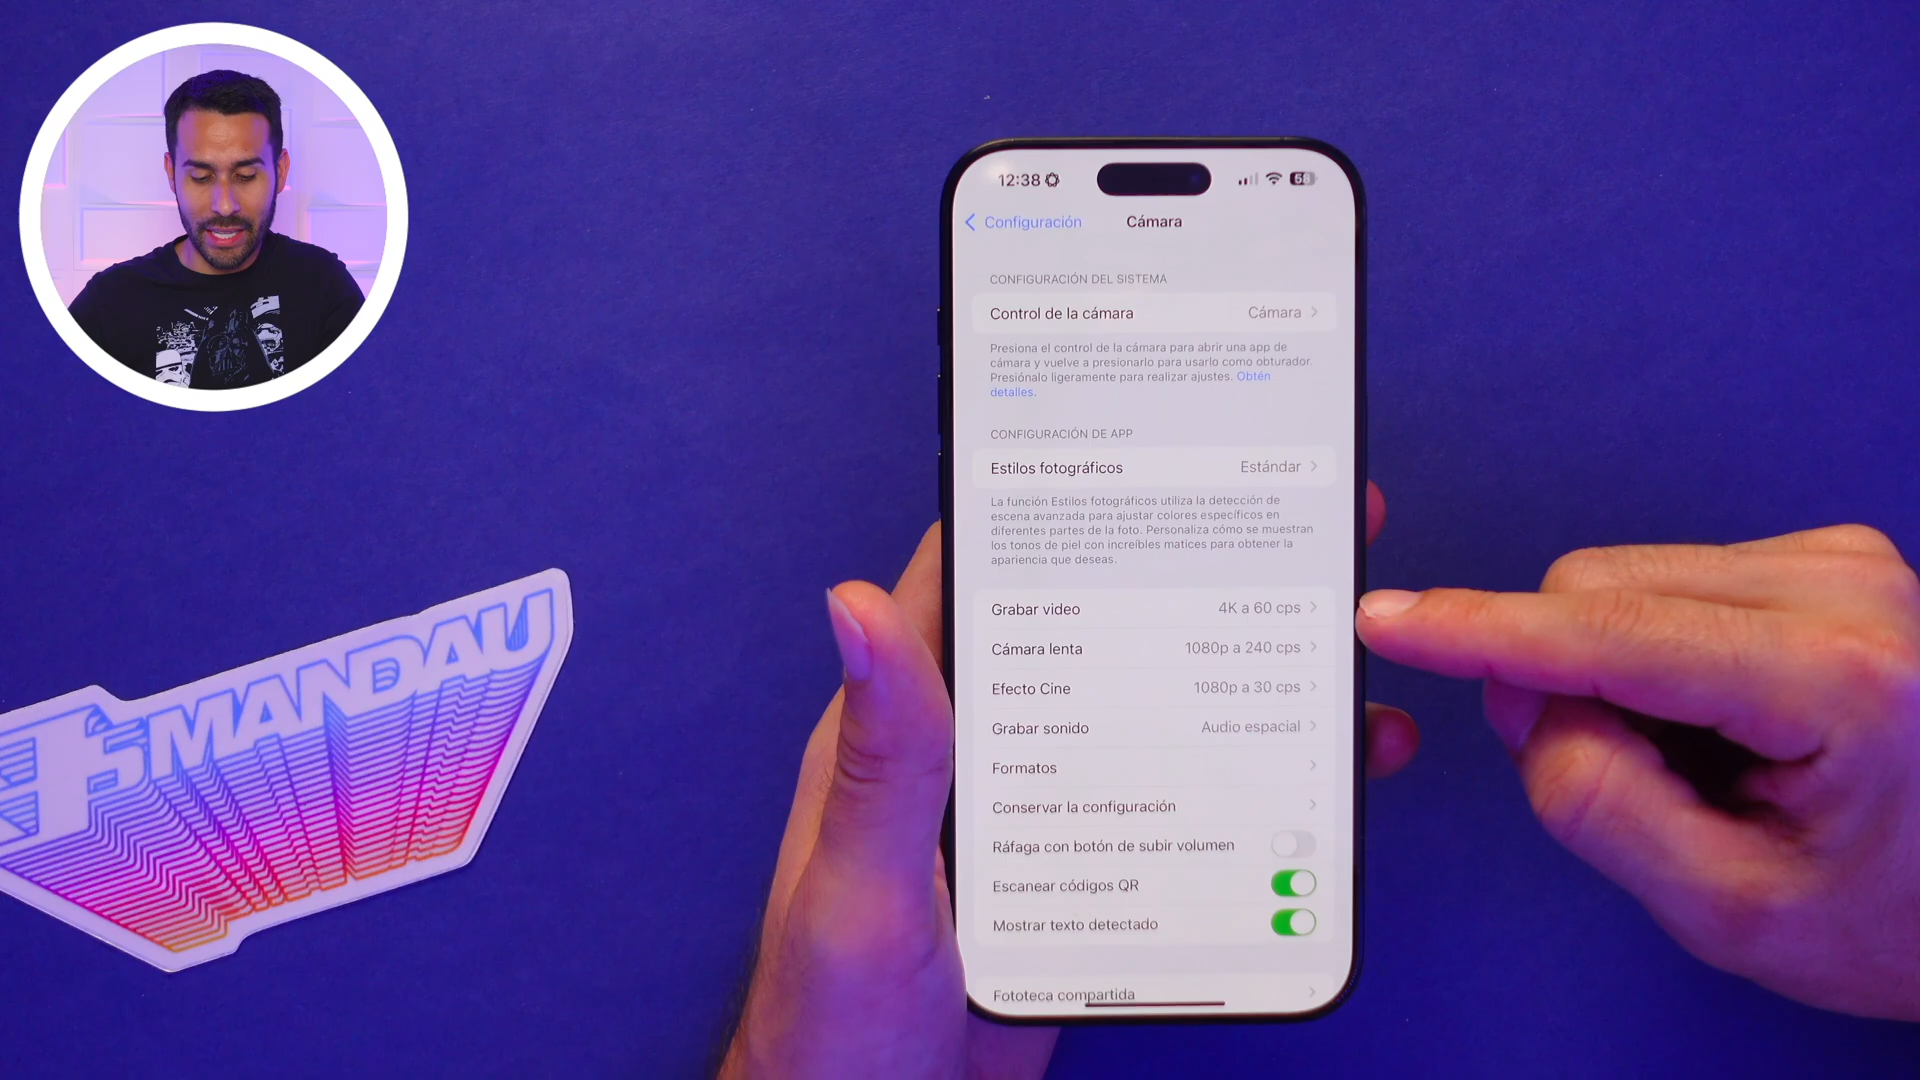 12:38
58
Configuración
Cámara
CONFIGURACIÓN DEL SISTEMA
Control de la cámara Cámara
Presiona el control de la cámara para abrir una app de
cámara y vuelve a presionarlo para usarlo como obturador.
Presiónalo ligeramente para realizar ajustes. Obtén
detalles.
CONFIGURACIÓN DE APP
Estilos fotográficos Estándar
La función Estilos fotográficos utiliza la detección de
escena avanzada para ajustar colores específicos en
diferentes partes de la foto. Personaliza cómo se muestran
los tonos de piel con increíbles matices para obtener la
apariencia que deseas.
Grabar video 4K a 60 cps
Cámara lenta 1080p a 240 cps
Efecto Cine 1080p a 30 cps
Grabar sonido Audio espacial
Formatos
Conservar la configuración
Ráfaga con botón de subir volumen
Escanear códigos QR
Mostrar texto detectado
Fototeca compartida
SMANDAU